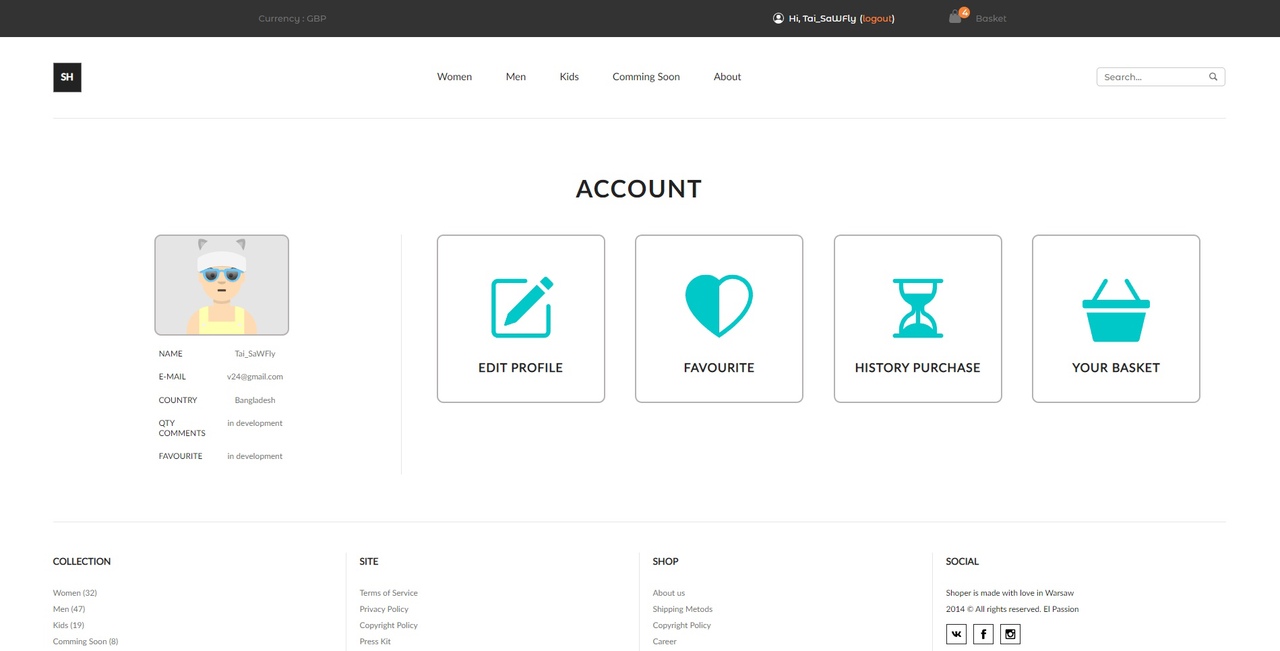 Currency : GBP
Hi, Tai_SaWFly (logout)
4
Basket
SH
Women
Men
Kids
Comming Soon
About
Search...
ACCOUNT
NAME Tai_SaWFly
E-MAIL v24@gmail.com
COUNTRY Bangladesh
QTY COMMENTS in development
FAVOURITE in development
EDIT PROFILE
FAVOURITE
HISTORY PURCHASE
YOUR BASKET
COLLECTION
Women (32)
Men (47)
Kids (19)
Comming Soon (8)
SITE
Terms of Service
Privacy Policy
Copyright Policy
Press Kit
SHOP
About us
Shipping Metods
Copyright Policy
Career
SOCIAL
Shoper is made with love in Warsaw
2014 © All rights reserved. El Passion